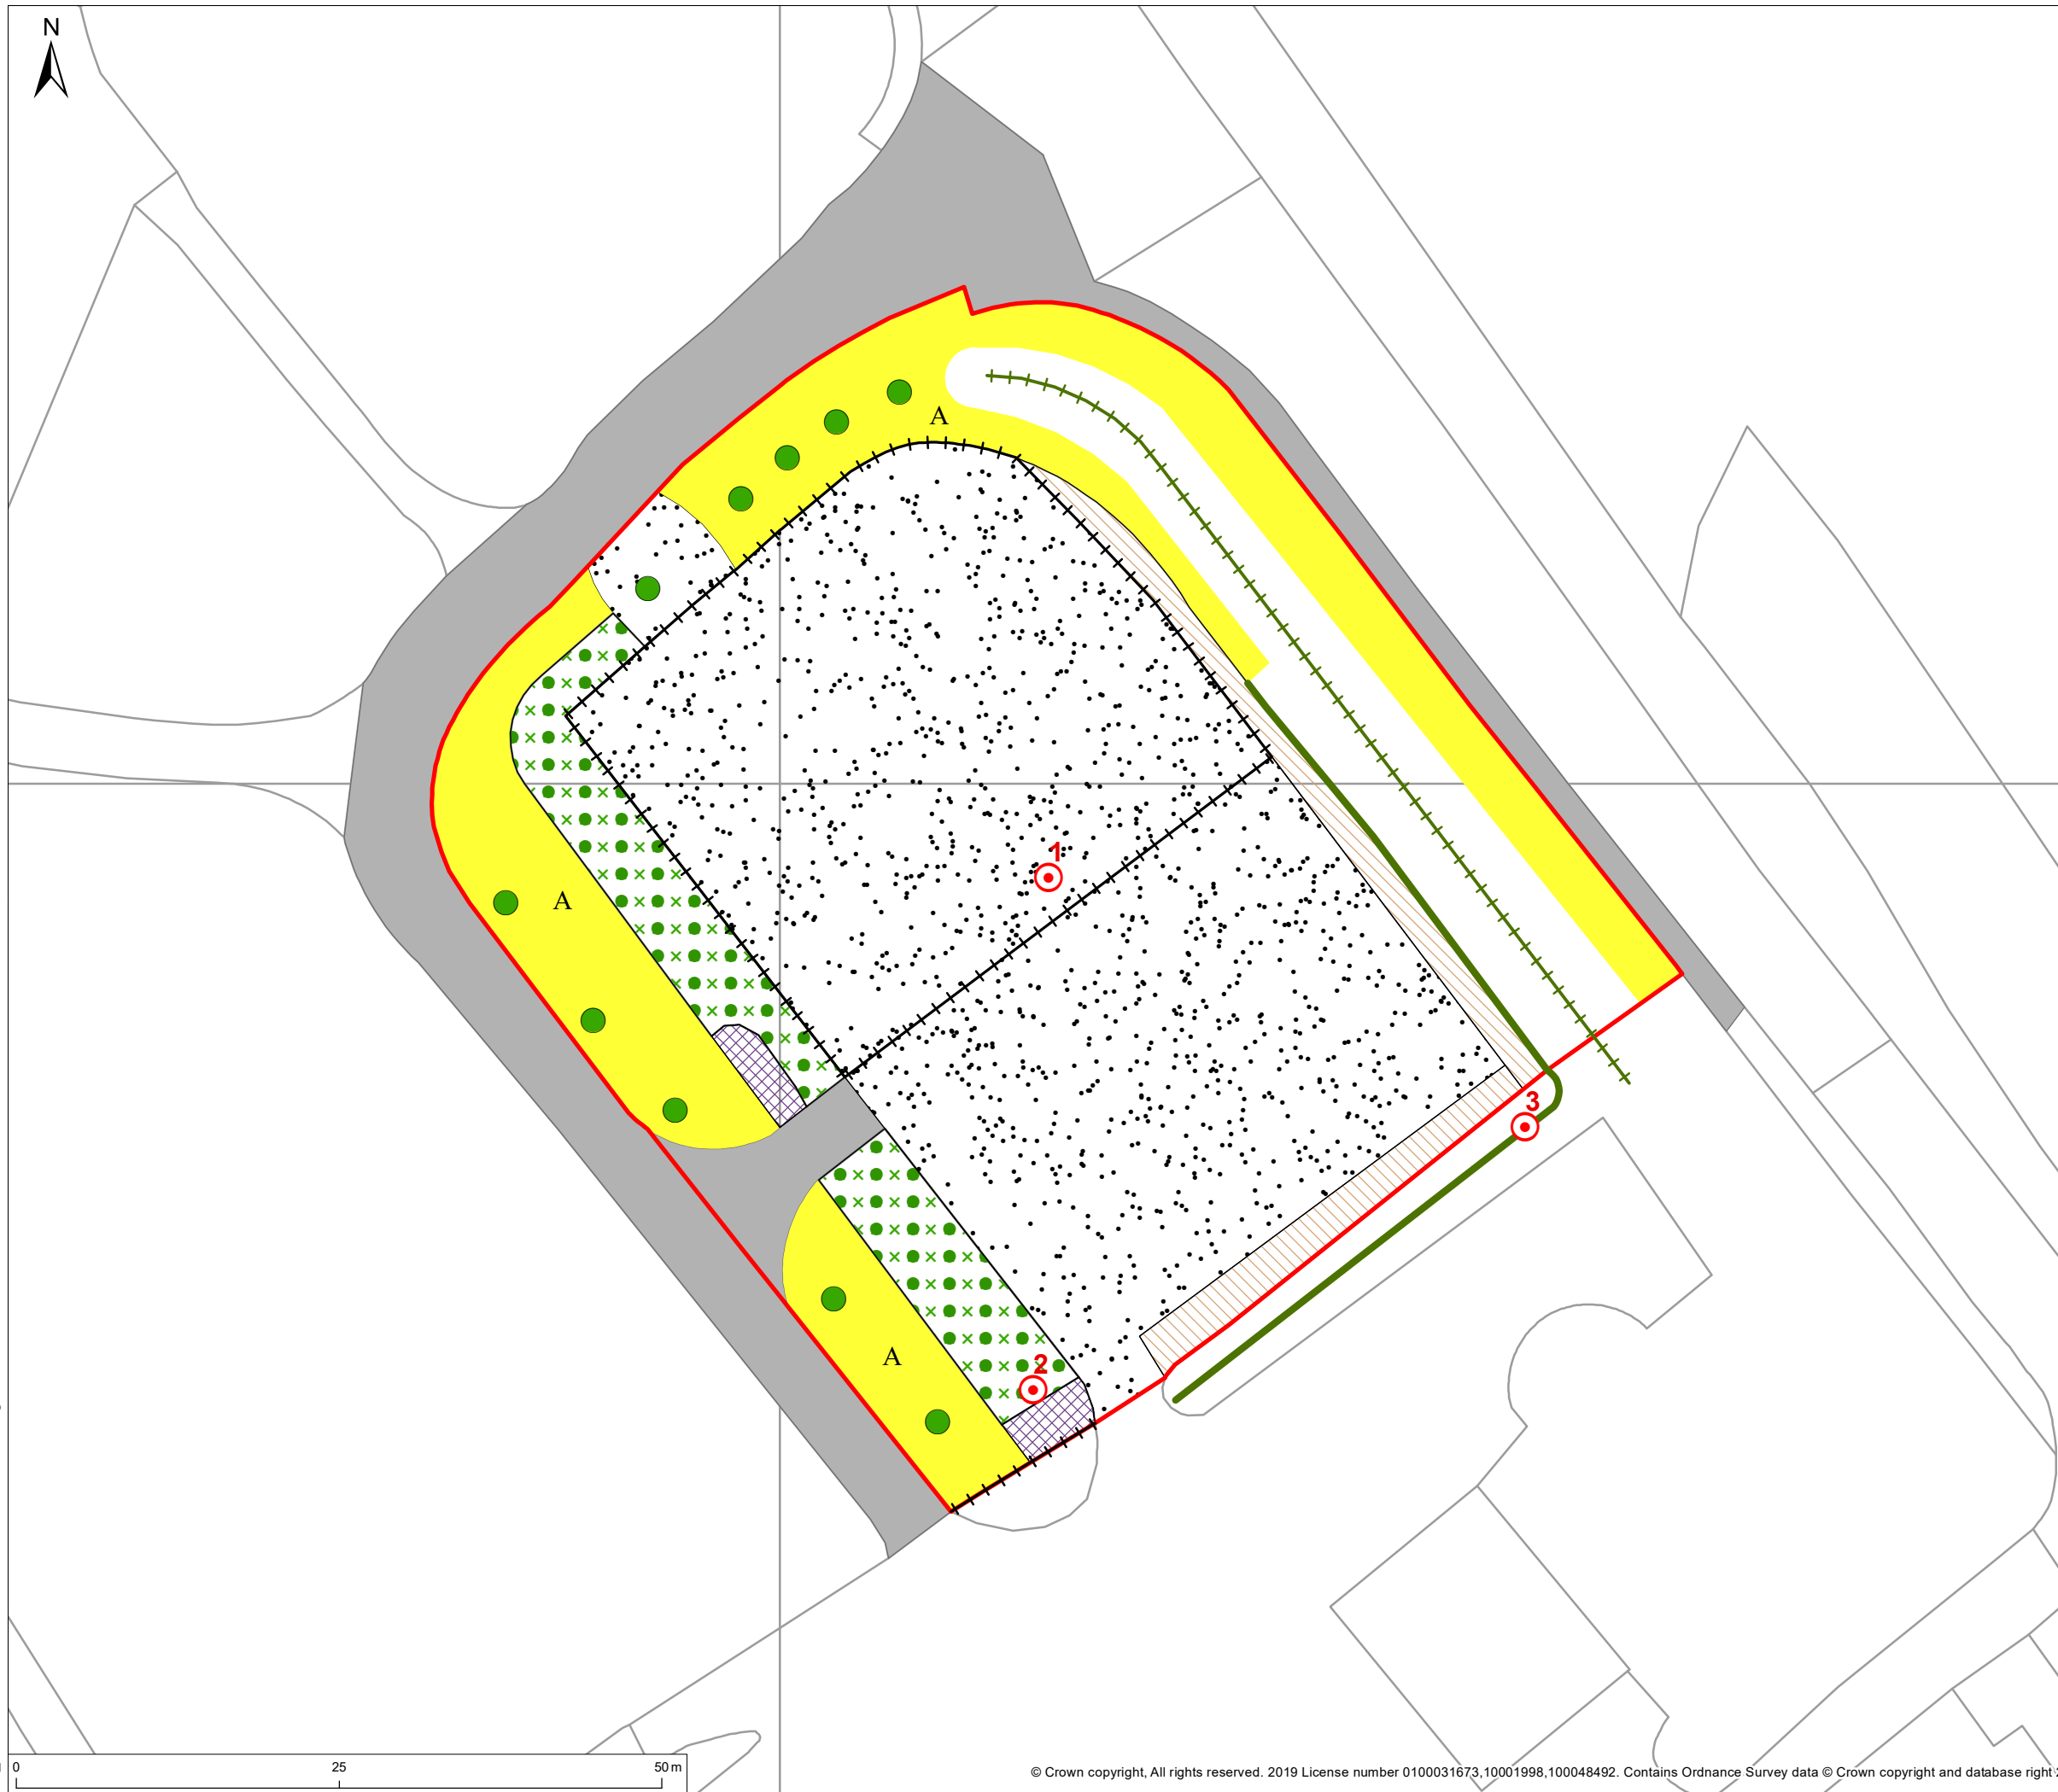 N
A
1
A
3
A
2
0 25 50 m
© Crown copyright, All rights reserved. 2019 License number 0100031673,10001998,100048492. Contains Ordnance Survey data © Crown copyright and database right